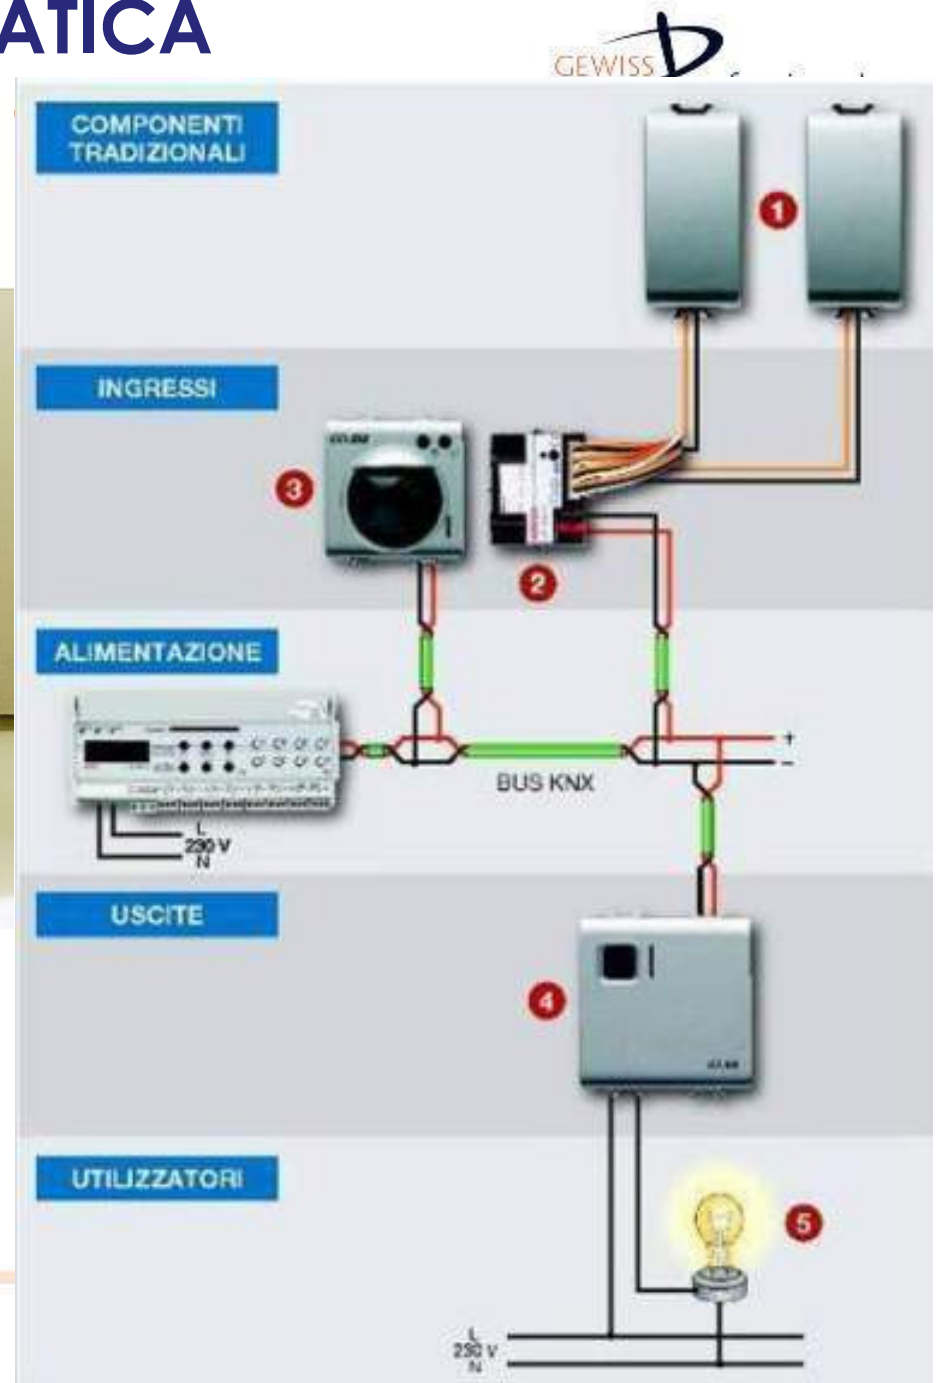 ATICA
GEWISS
COMPONENTI
TRADIZIONALI
1
INGRESSI
3
2
ALIMENTAZIONE
+
-
BUS KNX
L
230 V
N
USCITE
4
UTILIZZATORI
5
L
230 V
N